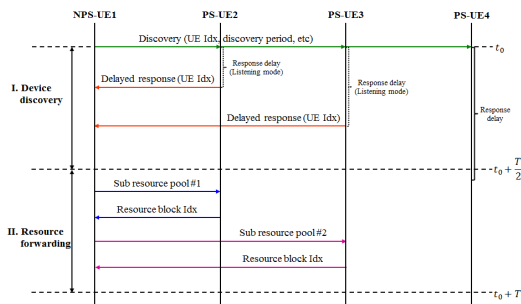 NPS-UE1 PS-UE2 PS-UE3 PS-UE4
Discovery (UE Idx, discovery period, etc)
t₀
Response delay
(Listening mode)
Delayed response (UE Idx)
Response delay
(Listening mode)
I. Device
discovery
Response
delay
Delayed response (UE Idx)
t₀ + T/2
Sub resource pool #1
Resource block Idx
II. Resource
forwarding
Sub resource pool #2
Resource block Idx
t₀ + T